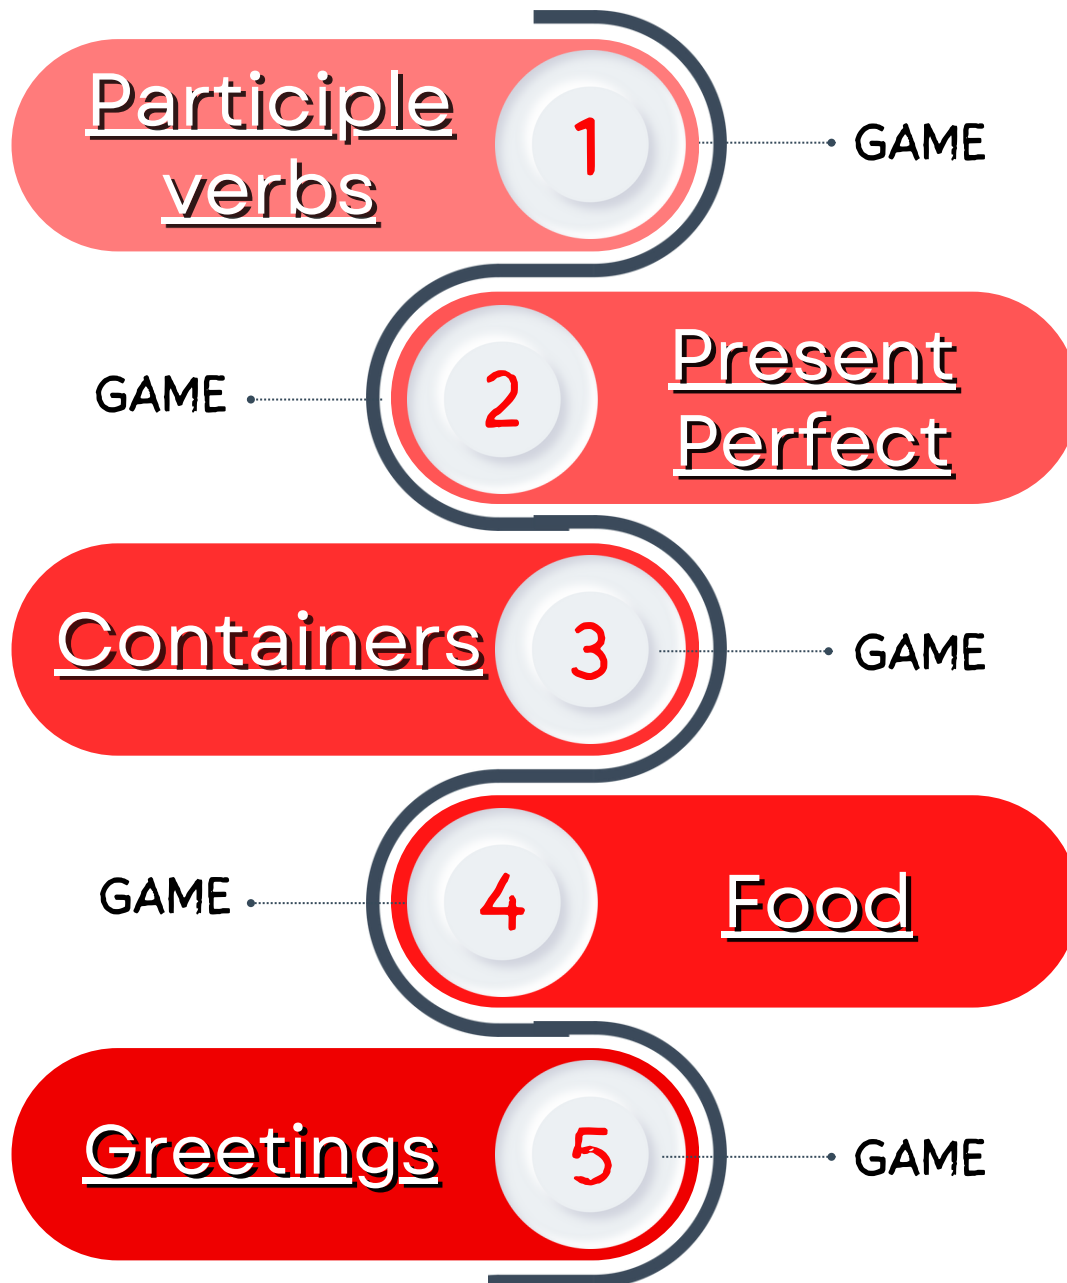 Participle
verbs
1
GAME
GAME
2
Present
Perfect
Containers
3
GAME
GAME
4
Food
Greetings
5
GAME